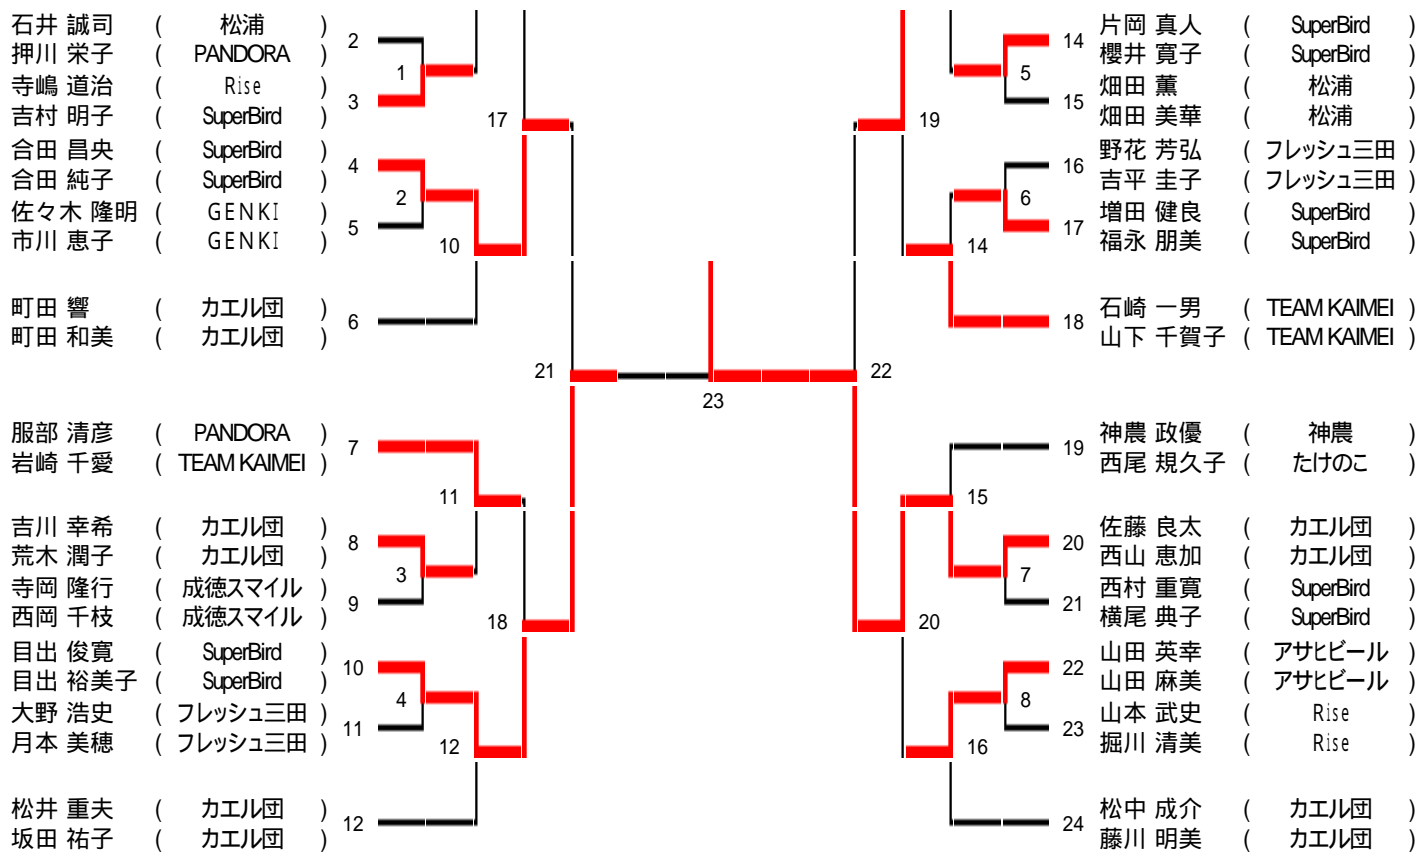 石井 誠司 ( 松浦 ) 2
押川 栄子 ( PANDORA )
1
寺嶋 道治 ( Rise ) 3
吉村 明子 ( SuperBird )
17
合田 昌央 ( SuperBird ) 4
合田 純子 ( SuperBird )
2
佐々木 隆明 ( GENKI ) 5
市川 恵子 ( GENKI )
10
町田 響 ( カエル団 ) 6
町田 和美 ( カエル団 )
21
服部 清彦 ( PANDORA ) 7
岩崎 千愛 ( TEAM KAIMEI )
11
吉川 幸希 ( カエル団 ) 8
荒木 潤子 ( カエル団 )
3
寺岡 隆行 ( 成徳スマイル ) 9
西岡 千枝 ( 成徳スマイル )
18
目出 俊寛 ( SuperBird ) 10
目出 裕美子 ( SuperBird )
4
大野 浩史 ( フレッシュ三田 ) 11
月本 美穂 ( フレッシュ三田 )
12
松井 重夫 ( カエル団 ) 12
坂田 祐子 ( カエル団 )
23
14 片岡 真人 ( SuperBird )
櫻井 寛子 ( SuperBird )
5
15 畑田 薫 ( 松浦 )
畑田 美華 ( 松浦 )
19
16 野花 芳弘 ( フレッシュ三田 )
吉平 圭子 ( フレッシュ三田 )
6
17 増田 健良 ( SuperBird )
福永 朋美 ( SuperBird )
14
18 石崎 一男 ( TEAM KAIMEI )
山下 千賀子 ( TEAM KAIMEI )
22
19 神農 政優 ( 神農 )
西尾 規久子 ( たけのこ )
15
20 佐藤 良太 ( カエル団 )
西山 恵加 ( カエル団 )
7
21 西村 重寛 ( SuperBird )
横尾 典子 ( SuperBird )
20
22 山田 英幸 ( アサヒビール )
山田 麻美 ( アサヒビール )
8
23 山本 武史 ( Rise )
掘川 清美 ( Rise )
16
24 松中 成介 ( カエル団 )
藤川 明美 ( カエル団 )